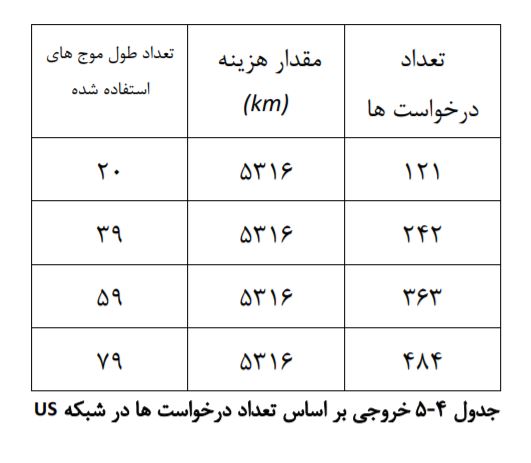 تعداد درخواست ها	مقدار هزینه (km)	تعداد طول موج های استفاده شده
۱۲۱	۵۳۱۶	۲۰
۲۴۲	۵۳۱۶	۳۹
۳۶۳	۵۳۱۶	۵۹
۴۸۴	۵۳۱۶	۷۹
جدول ۴-۵ خروجی بر اساس تعداد درخواست ها در شبکه US